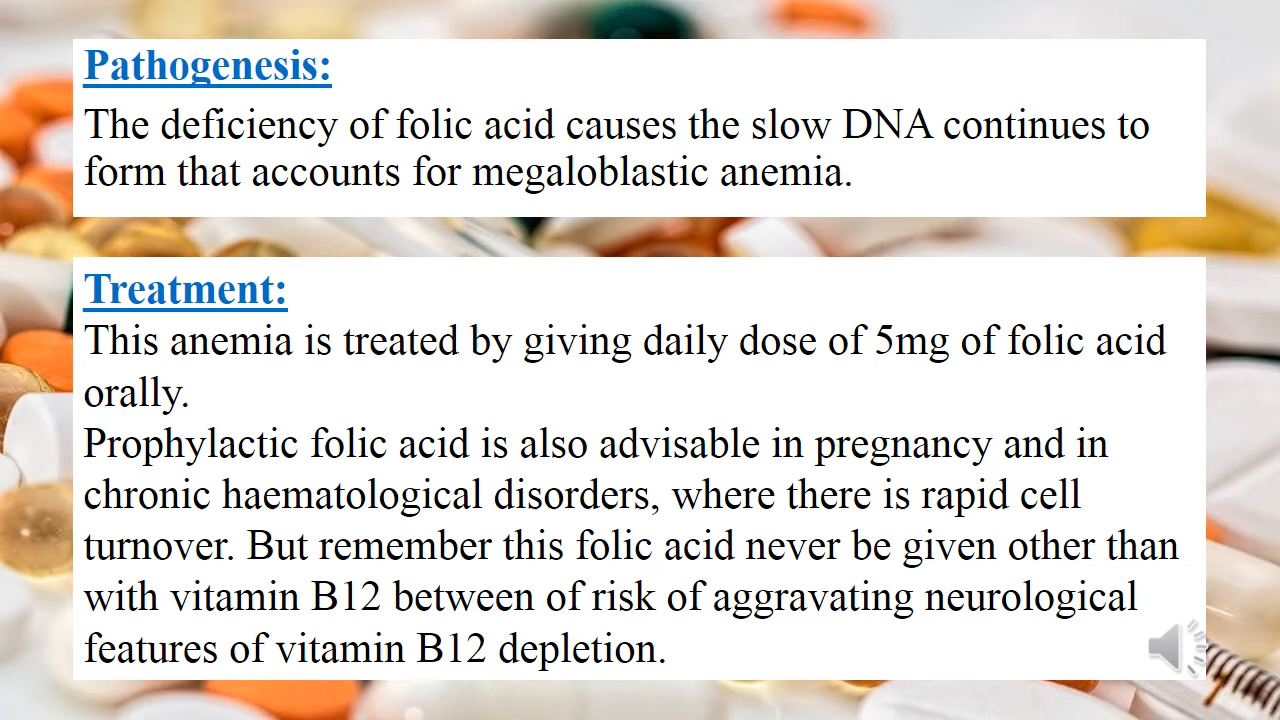 Pathogenesis:
The deficiency of folic acid causes the slow DNA continues to
form that accounts for megaloblastic anemia.
Treatment:
This anemia is treated by giving daily dose of 5mg of folic acid
orally.
Prophylactic folic acid is also advisable in pregnancy and in
chronic haematological disorders, where there is rapid cell
turnover. But remember this folic acid never be given other than
with vitamin B12 between of risk of aggravating neurological
features of vitamin B12 depletion.